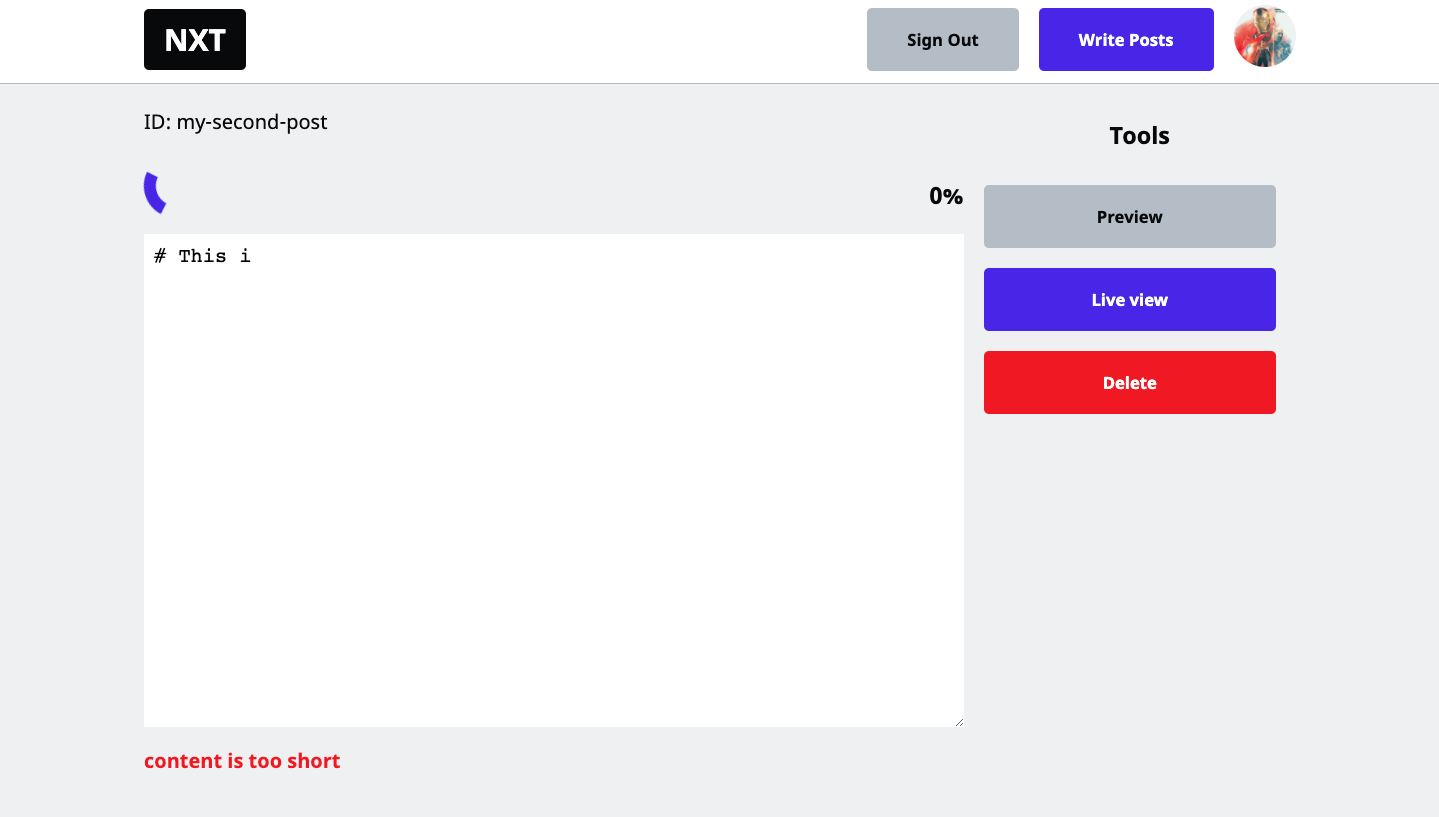 NXT
Sign Out
Write Posts
ID: my-second-post
Tools
0%
Preview
# This i
Live view
Delete
content is too short